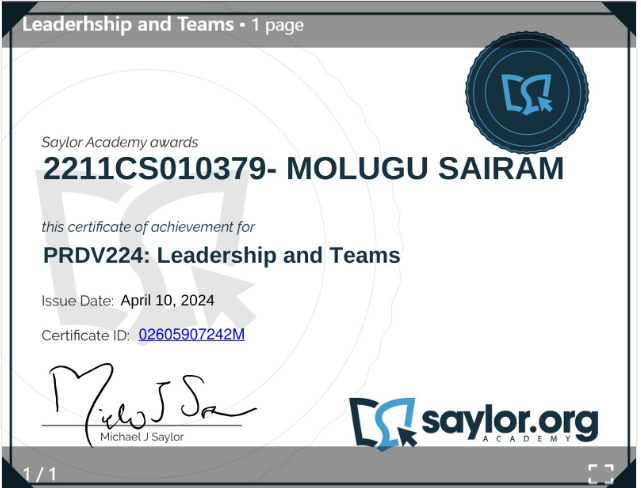 Leaderhship and Teams • 1 page
Saylor Academy awards
2211CS010379- MOLUGU SAIRAM
this certificate of achievement for
PRDV224: Leadership and Teams
Issue Date: April 10, 2024
Certificate ID: 02605907242M
Michael J Saylor
saylor.org
ACADEMY
1 / 1